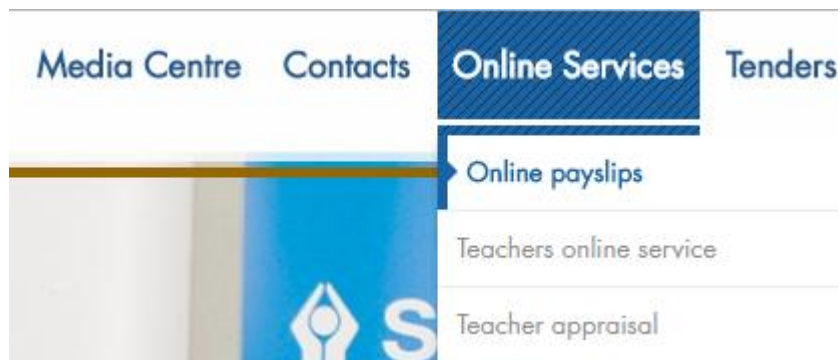 Media Centre Contacts Online Services Tenders
Online payslips
Teachers online service
Teacher appraisal
S